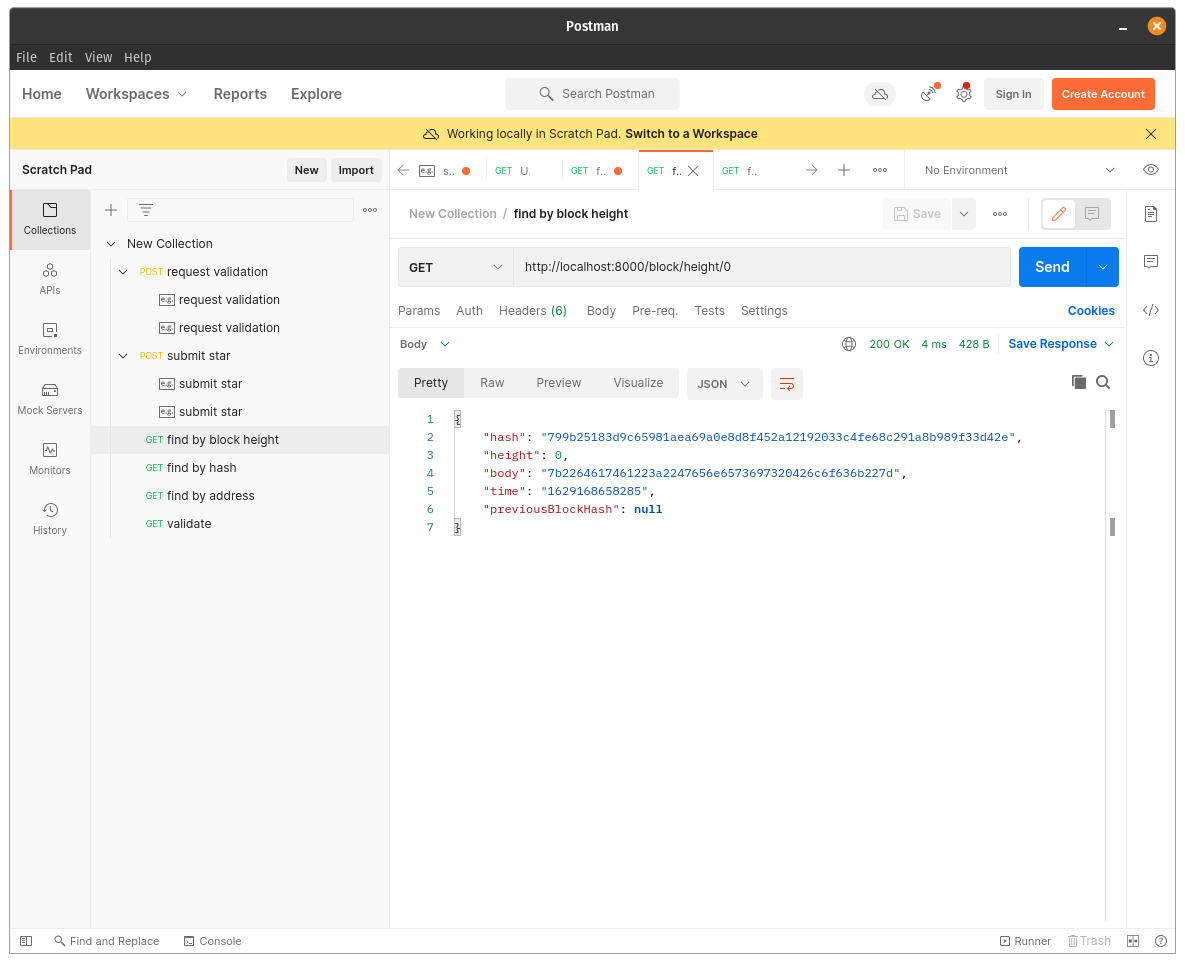 Postman
File Edit View Help
Home Workspaces Reports Explore Search Postman Sign In Create Account
Working locally in Scratch Pad. Switch to a Workspace
Scratch Pad New Import e.g. s.. GET U. GET f.. GET f.. GET f.. No Environment
Collections
APIs
Environments
Mock Servers
Monitors
History
New Collection
POST request validation
e.g. request validation
e.g. request validation
POST submit star
e.g. submit star
e.g. submit star
GET find by block height
GET find by hash
GET find by address
GET validate
New Collection / find by block height Save
GET http://localhost:8000/block/height/0 Send
Params Auth Headers (6) Body Pre-req. Tests Settings Cookies
Body 200 OK 4 ms 428 B Save Response
Pretty Raw Preview Visualize JSON
1 {
2 "hash": "799b25183d9c65981aea69a0e8d8f452a12192033c4fe68c291a8b989f33d42e",
3 "height": 0,
4 "body": "7b2264617461223a2247656e6573697320426c6f636b227d",
5 "time": "1629168658285",
6 "previousBlockHash": null
7 }
Find and Replace Console Runner Trash